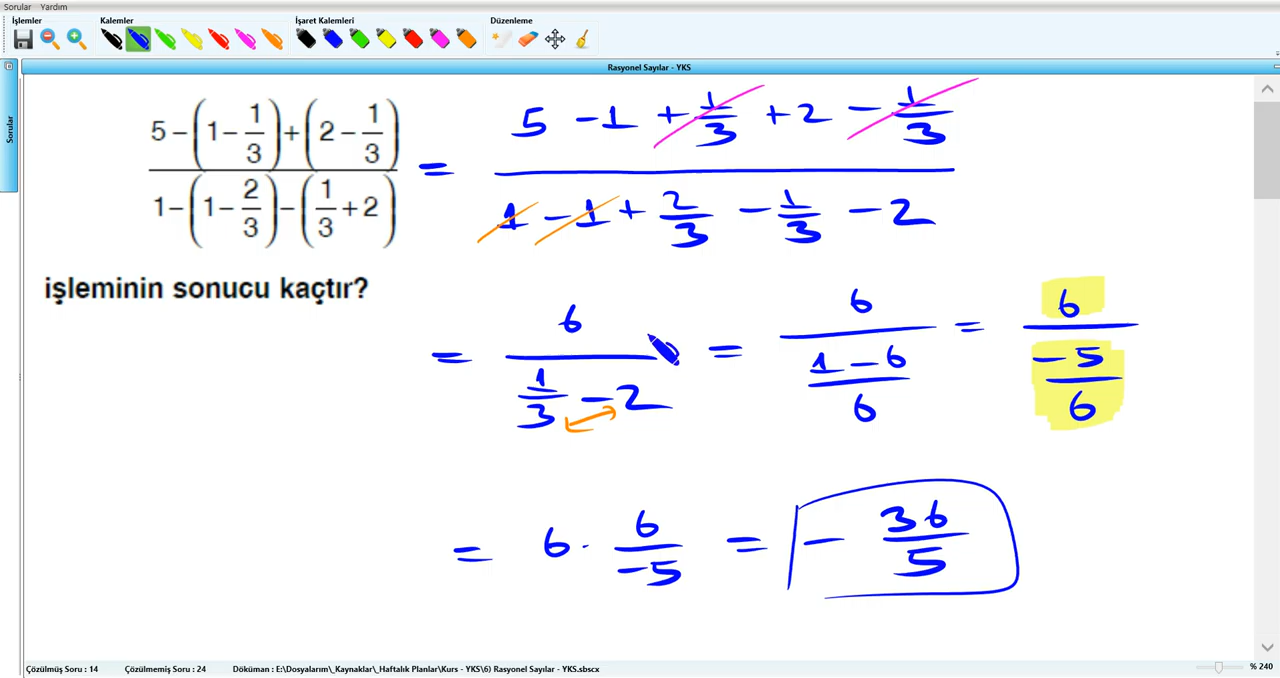 Sorular Yardım
İşlemler Kalemler İşaret Kalemleri Düzenleme
Rasyonel Sayılar - YKS
Sorular
5 - (1 - 1/3) + (2 - 1/3) / 1 - (1 - 2/3) - (1/3 + 2) = 5 - 1 + 1/3 + 2 - 1/3 / 1 - 1 + 2/3 - 1/3 - 2
işleminin sonucu kaçtır?
= 6 / 1/3 - 2 = 6 / 1 - 6/6 = 6 / -5/6
= 6 · 6/-5 = - 36/5
Çözülmüş Soru : 14 Çözülmemiş Soru : 24 Döküman : E:\Dosyalarım\_Kaynaklar\_Haftalık Planlar\Kurs - YKS\6) Rasyonel Sayılar - YKS.sbscx % 240